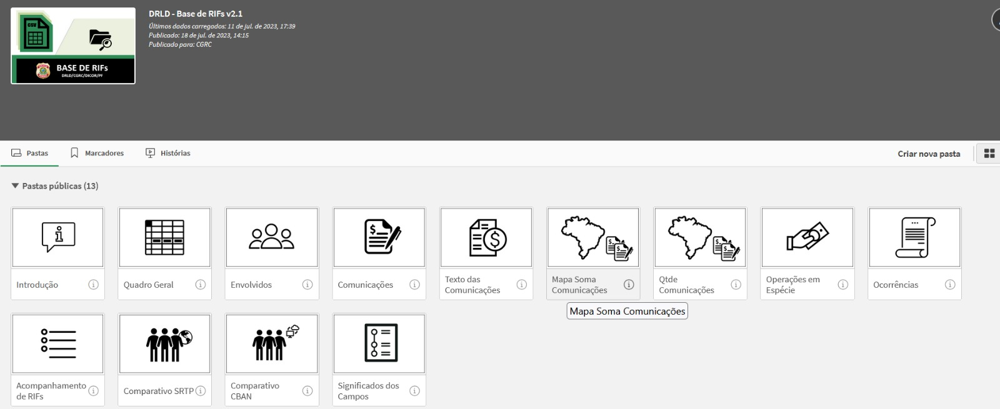 DRLD - Base de RIFs v2.1
Últimos dados carregados: 11 de jul. de 2023, 17:39
Publicado: 18 de jul. de 2023, 14:15
Publicado para: CGRC
CSV
BASE DE RIFs
DRLD/CGRC/DICOR/PF
Pastas
Marcadores
Histórias
Criar nova pasta
Pastas públicas (13)
Introdução
Quadro Geral
Envolvidos
Comunicações
Texto das
Comunicações
Mapa Soma
Comunicações
Qtde
Comunicações
Operações em
Espécie
Ocorrências
Mapa Soma Comunicações
Acompanhamento
de RIFs
Comparativo SRTP
Comparativo
CBAN
Significados dos
Campos